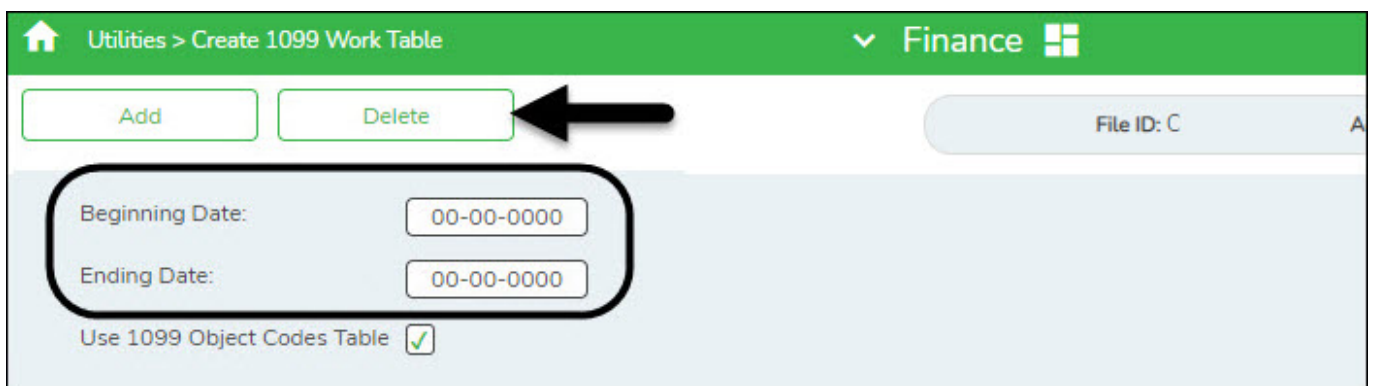 Utilities > Create 1099 Work Table
Finance
Add
Delete
File ID: C
A
Beginning Date:
00-00-0000
Ending Date:
00-00-0000
Use 1099 Object Codes Table